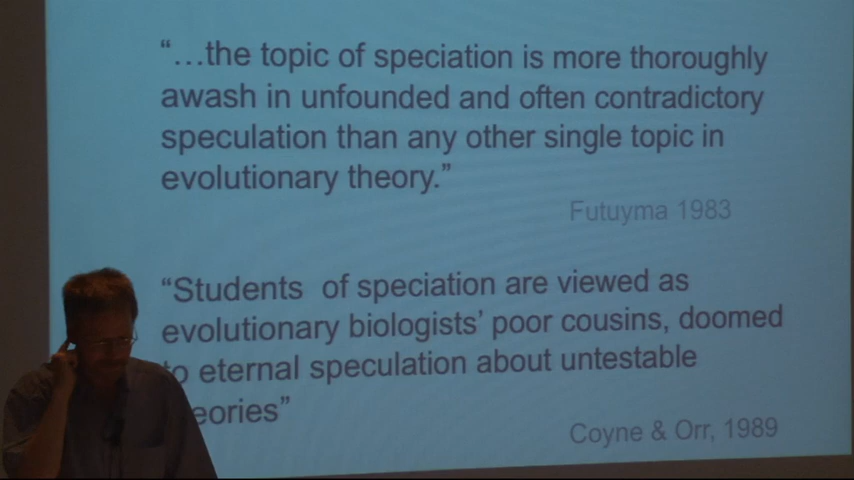 “…the topic of speciation is more thoroughly
awash in unfounded and often contradictory
speculation than any other single topic in
evolutionary theory.”
Futuyma 1983
“Students of speciation are viewed as
evolutionary biologists’ poor cousins, doomed
to eternal speculation about untestable
eories”
Coyne & Orr, 1989